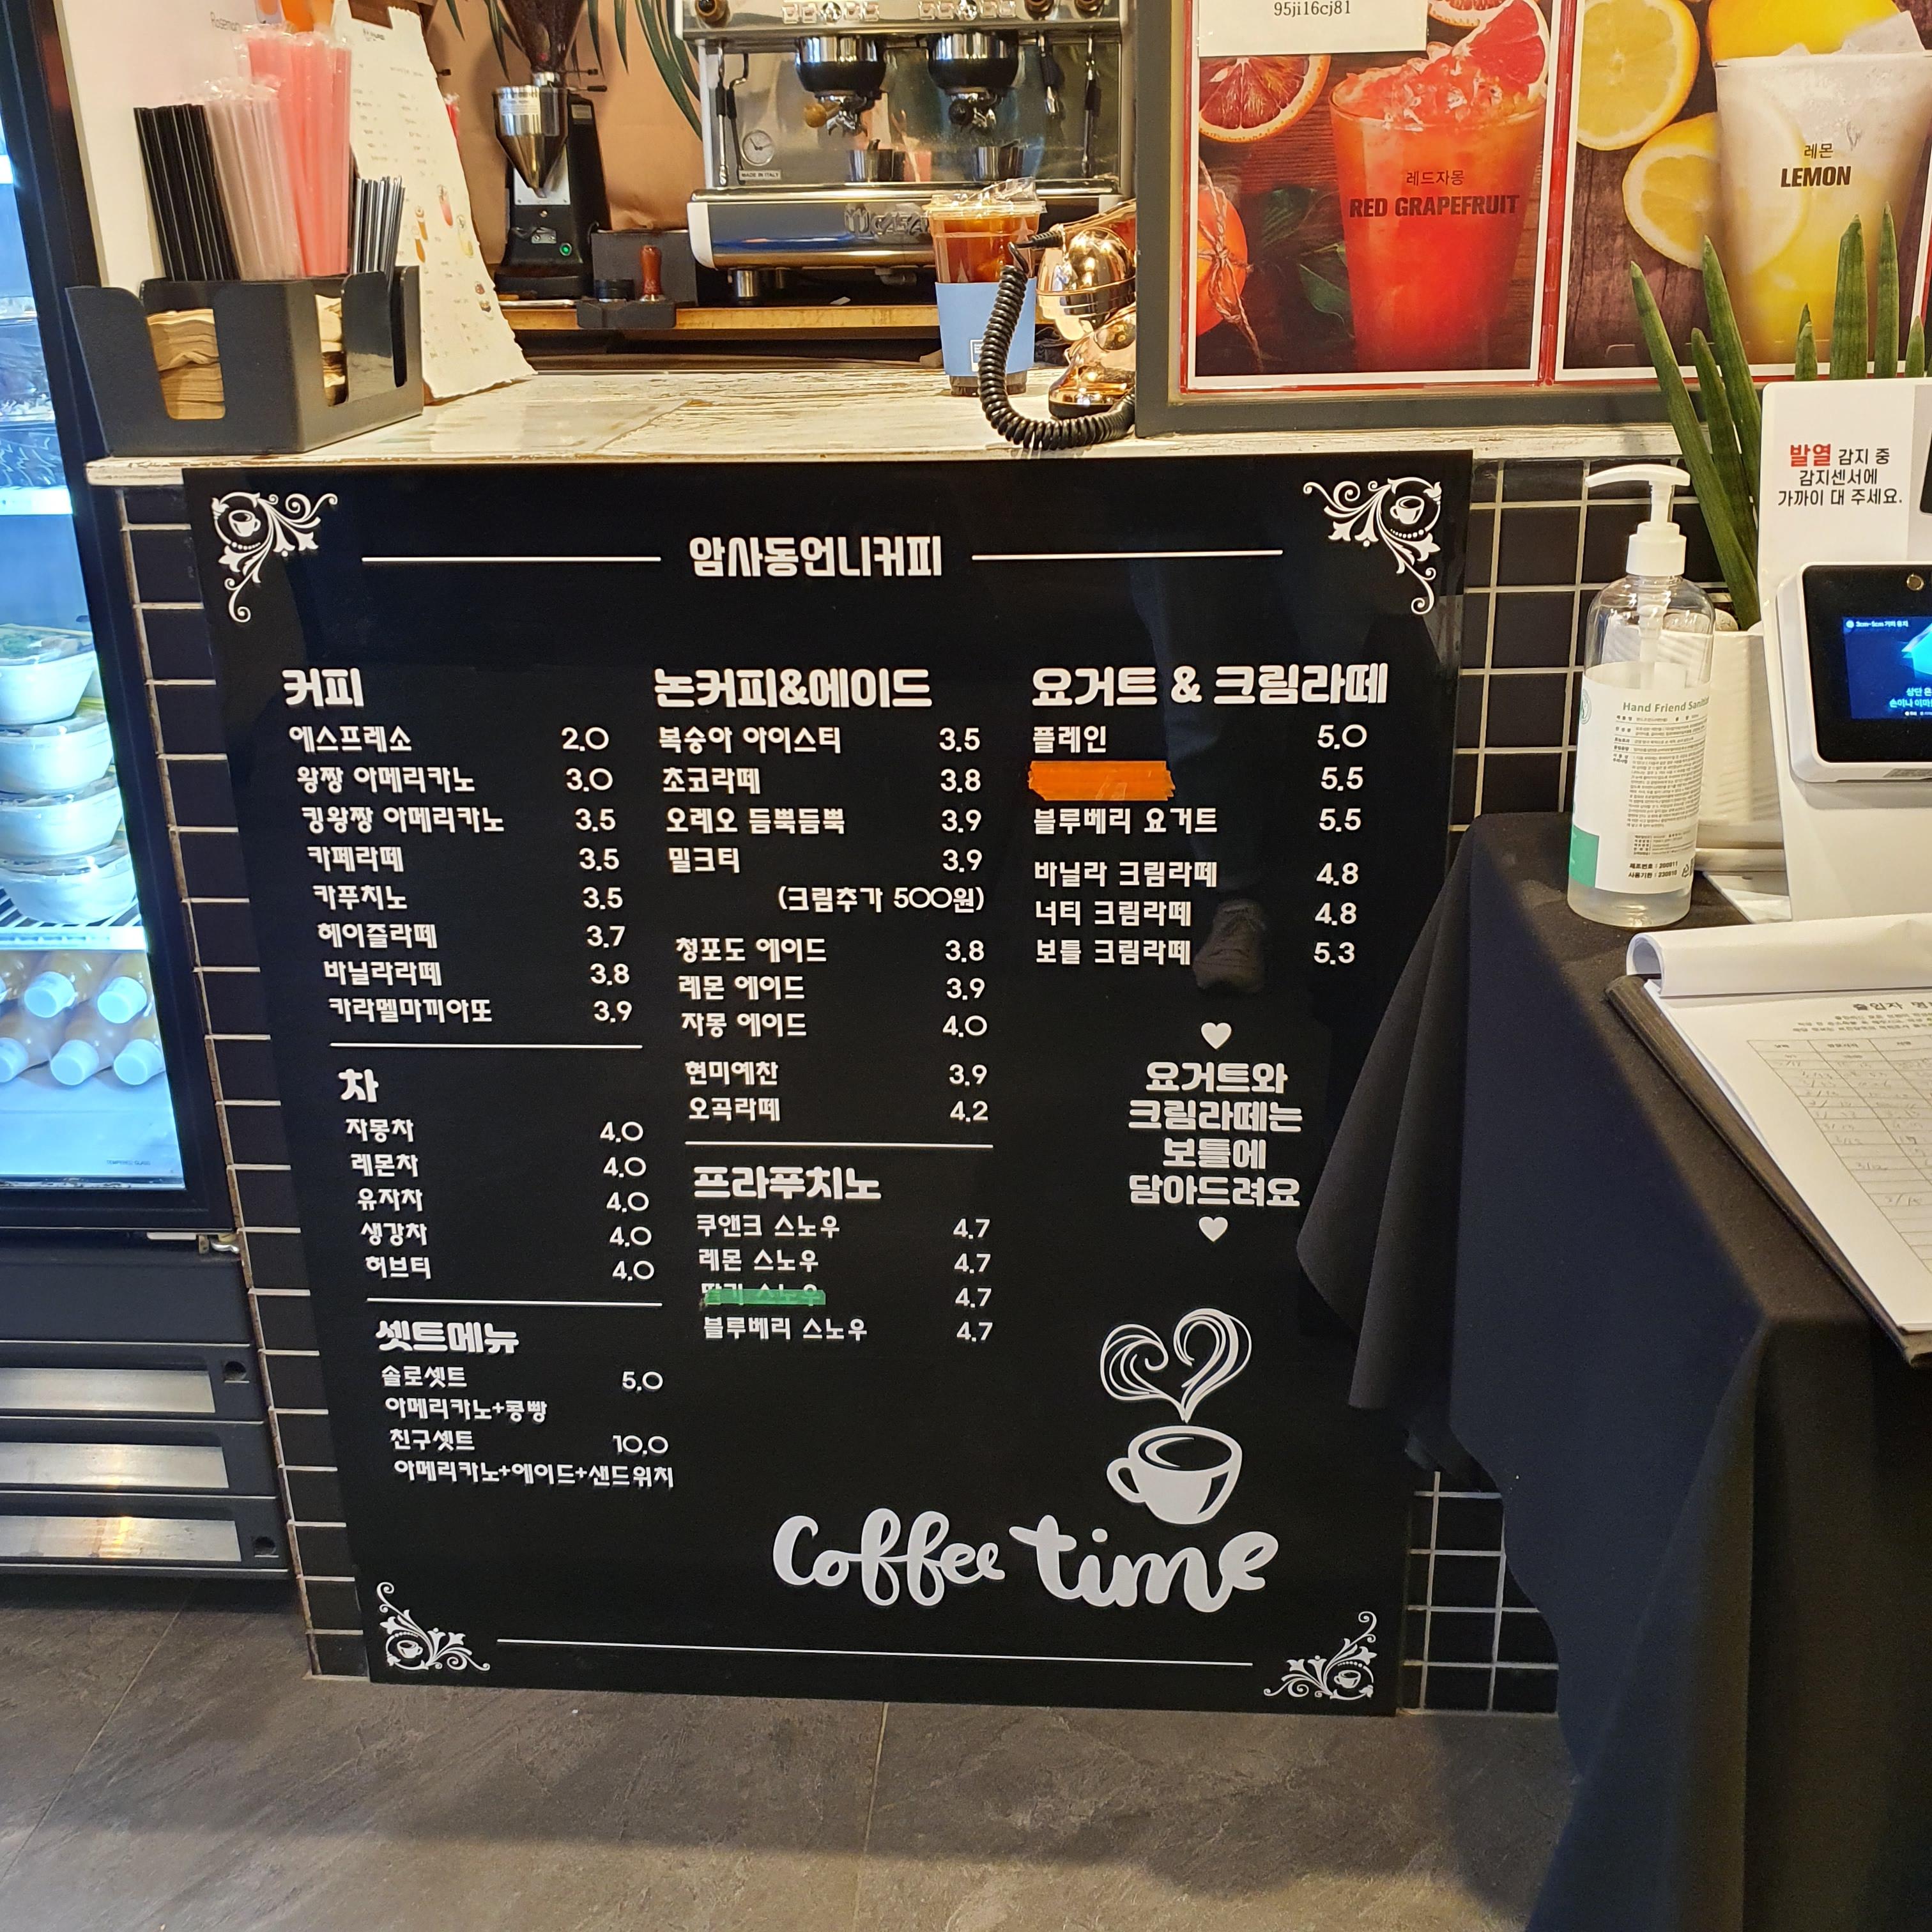 95ji16cj81
MADE IN ITALY
레드자몽
RED GRAPEFRUIT
레몬
LEMON
발열 감지 중
감지센서에
가까이 대 주세요.
Hand Friend
암사동언니커피
커피
에스프레소 2.0
왕짱 아메리카노 3.0
킹왕짱 아메리카노 3.5
카페라떼 3.5
카푸치노 3.5
헤이즐라떼 3.7
바닐라라떼 3.8
카라멜마끼아또 3.9
차
자몽차 4.0
레몬차 4.0
유자차 4.0
생강차 4.0
허브티 4.0
셋트메뉴
솔로셋트 5.0
아메리카노+콩빵
친구셋트 10.0
아메리카노+에이드+샌드위치
논커피&에이드
복숭아 아이스티 3.5
초코라떼 3.8
오레오 듬뿍듬뿍 3.9
밀크티 3.9
(크림추가 500원)
청포도 에이드 3.8
레몬 에이드 3.9
자몽 에이드 4.0
현미예찬 3.9
오곡라떼 4.2
프라푸치노
쿠앤크 스노우 4.7
레몬 스노우 4.7
4.7
블루베리 스노우 4.7
요거트 & 크림라떼
플레인 5.0
5.5
블루베리 요거트 5.5
바닐라 크림라떼 4.8
너티 크림라떼 4.8
보틀 크림라떼 5.3
요거트와
크림라떼는
보틀에
담아드려요
Coffee time